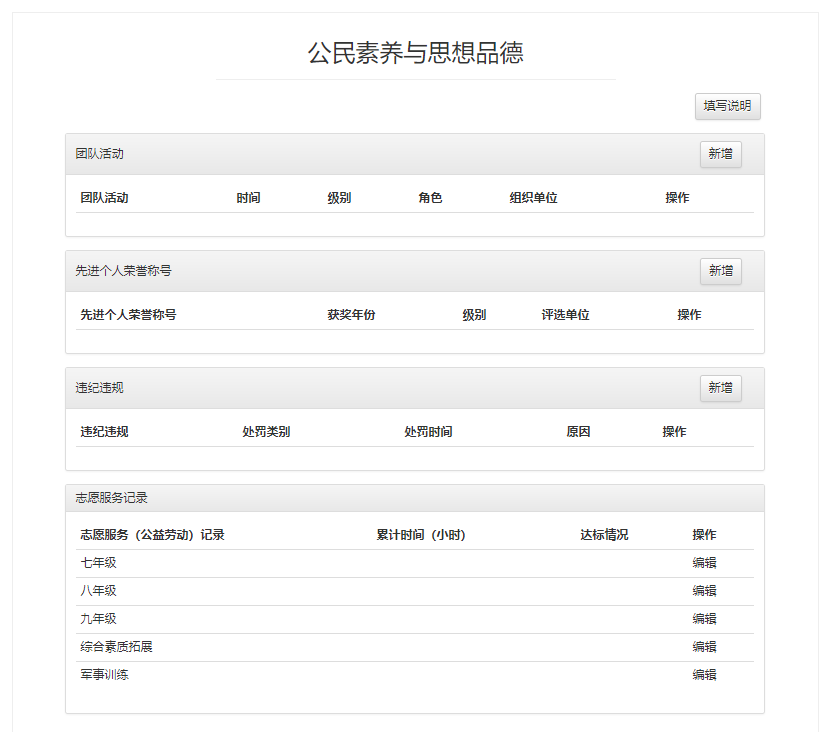 公民素养与思想品德
填写说明
团队活动 新增
团队活动 时间 级别 角色 组织单位 操作
先进个人荣誉称号 新增
先进个人荣誉称号 获奖年份 级别 评选单位 操作
违纪违规 新增
违纪违规 处罚类别 处罚时间 原因 操作
志愿服务记录
志愿服务（公益劳动）记录 累计时间（小时） 达标情况 操作
七年级 编辑
八年级 编辑
九年级 编辑
综合素质拓展 编辑
军事训练 编辑